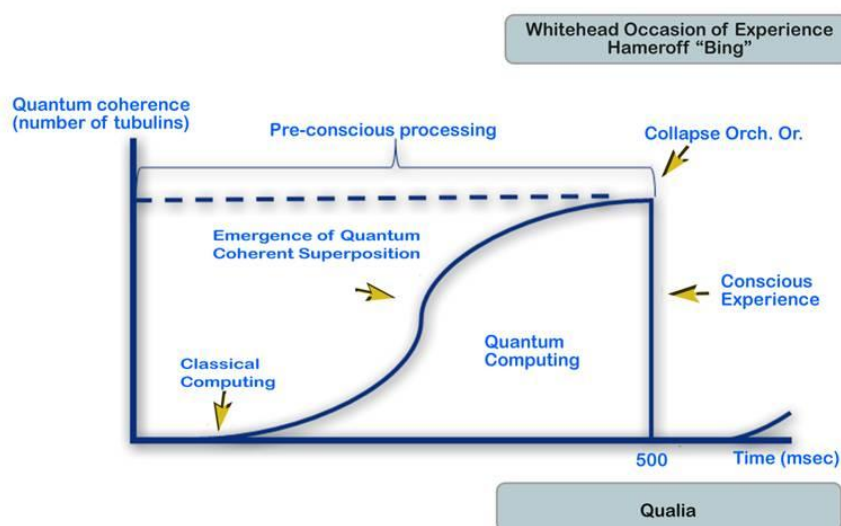 Whitehead Occasion of Experience
Hameroff “Bing”
Quantum coherence
(number of tubulins)
Pre-conscious processing
Collapse Orch. Or.
Emergence of Quantum
Coherent Superposition
Conscious
Experience
Quantum
Computing
Classical
Computing
500
Time (msec)
Qualia